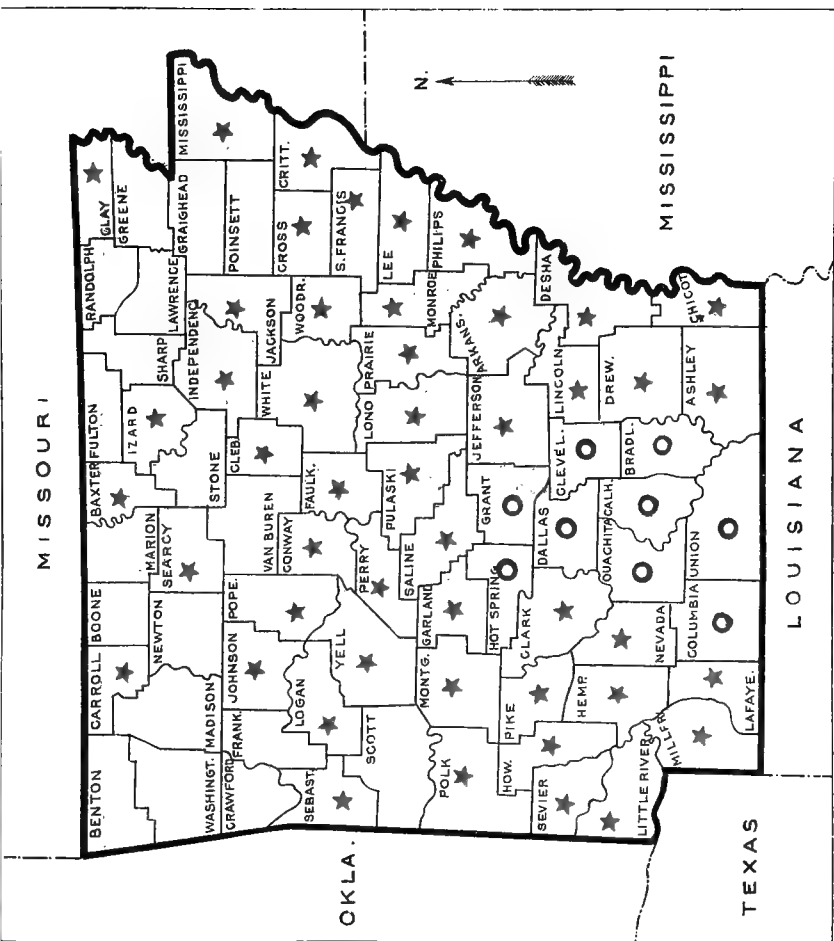 MISSOURI
N.
MISSISSIPPI
OKLA.
TEXAS
LOUISIANA
BENTON
CARROLL
BOONE
BAXTER
FULTON
RANDOLPH
CLAY
GREENE
WASHINGT.
MADISON
NEWTON
MARION
SEARCY
IZARD
SHARP
LAWRENCE
GRAIGHEAD
MISSISSIPPI
CRAWFORD
FRANK.
JOHNSON
POPE.
VAN BUREN
STONE
CLEB.
INDEPENDENC
JACKSON
POINSETT
CRITT.
CROSS
SEBAST.
LOGAN
YELL
CONWAY
FAULK.
WHITE
WOODR.
S. FRANCIS
SCOTT
PERRY
PULASKI
LONO
PRAIRIE
MONROE
LEE
PHILIPS
POLK
MONTG.
GARLAND
SALINE
JEFFERSON
ARKANS.
DESHA
HOW.
PIKE
HOT SPRING
CLARK
GRANT
DALLAS
CLEVEL.
LINCOLN
DREW.
CHICOT
SEVIER
LITTLE RIVER
HEMP.
NEVADA
OUACHITA
CALH.
BRADL.
ASHLEY
LAFAYE.
COLUMBIA
UNION